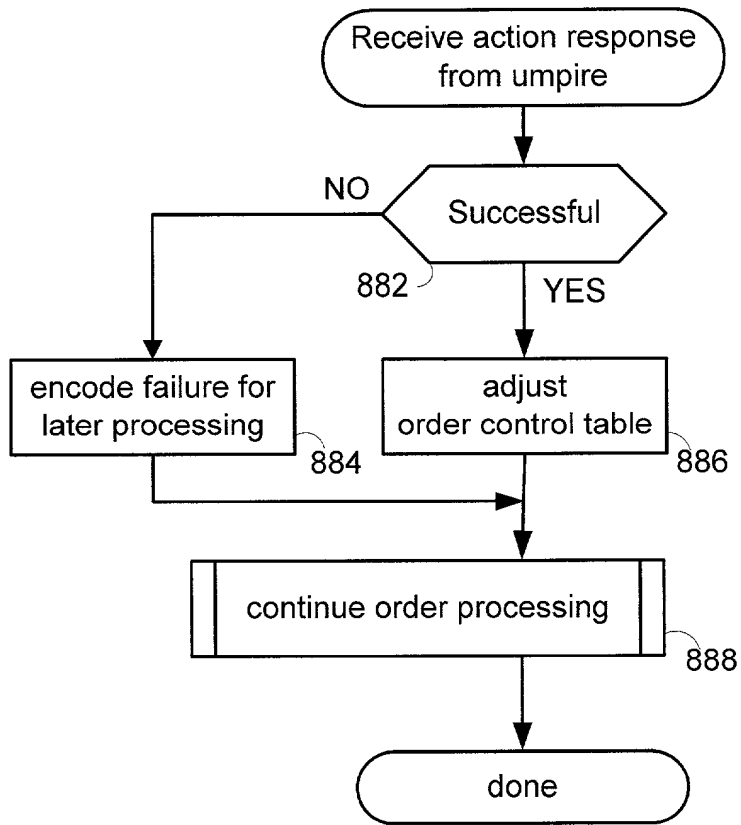 Receive action response
from umpire
NO
Successful
882
YES
encode failure for
later processing
884
adjust
order control table
886
continue order processing
888
done